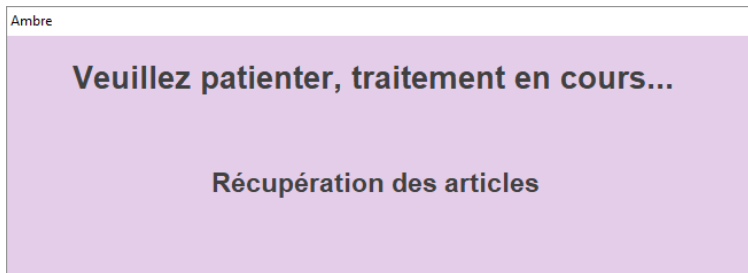 Ambre
Veuillez patienter, traitement en cours...
Récupération des articles